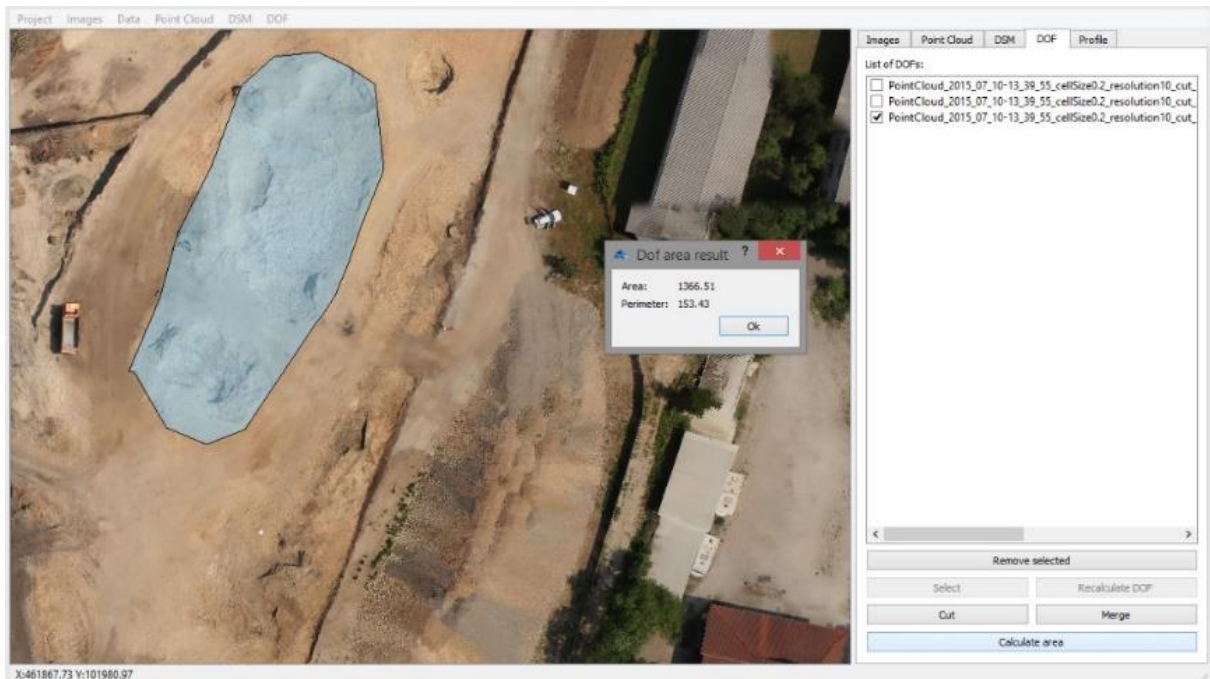 Project Images Data Point Cloud DSM DOF
Images Point Cloud DSM DOF Profile
List of DOFs:
PointCloud_2015_07_10-13_39_55_cellSize0.2_resolution10_cut_
PointCloud_2015_07_10-13_39_55_cellSize0.2_resolution10_cut_
PointCloud_2015_07_10-13_39_55_cellSize0.2_resolution10_cut_
Dof area result ?
Area: 1366.51
Perimeter: 153.43
Ok
Remove selected
Select Recalculate DOF
Cut Merge
Calculate area
X:461867.73 Y:101980.97